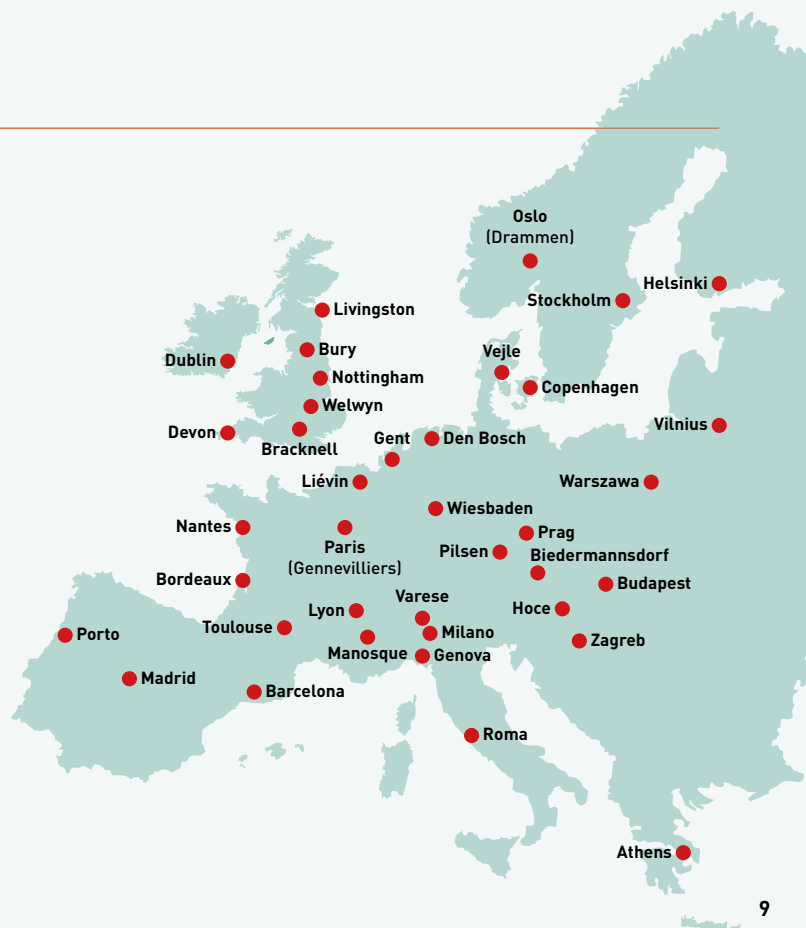 Oslo
(Drammen)
Helsinki
Stockholm
Livingston
Bury
Vejle
Dublin
Nottingham
Copenhagen
Welwyn
Vilnius
Devon
Gent
Den Bosch
Bracknell
Liévin
Warszawa
Wiesbaden
Nantes
Prag
Paris
(Gennevilliers)
Pilsen
Biedermannsdorf
Bordeaux
Budapest
Varese
Lyon
Hoce
Toulouse
Porto
Milano
Zagreb
Manosque
Genova
Madrid
Barcelona
Roma
Athens
9